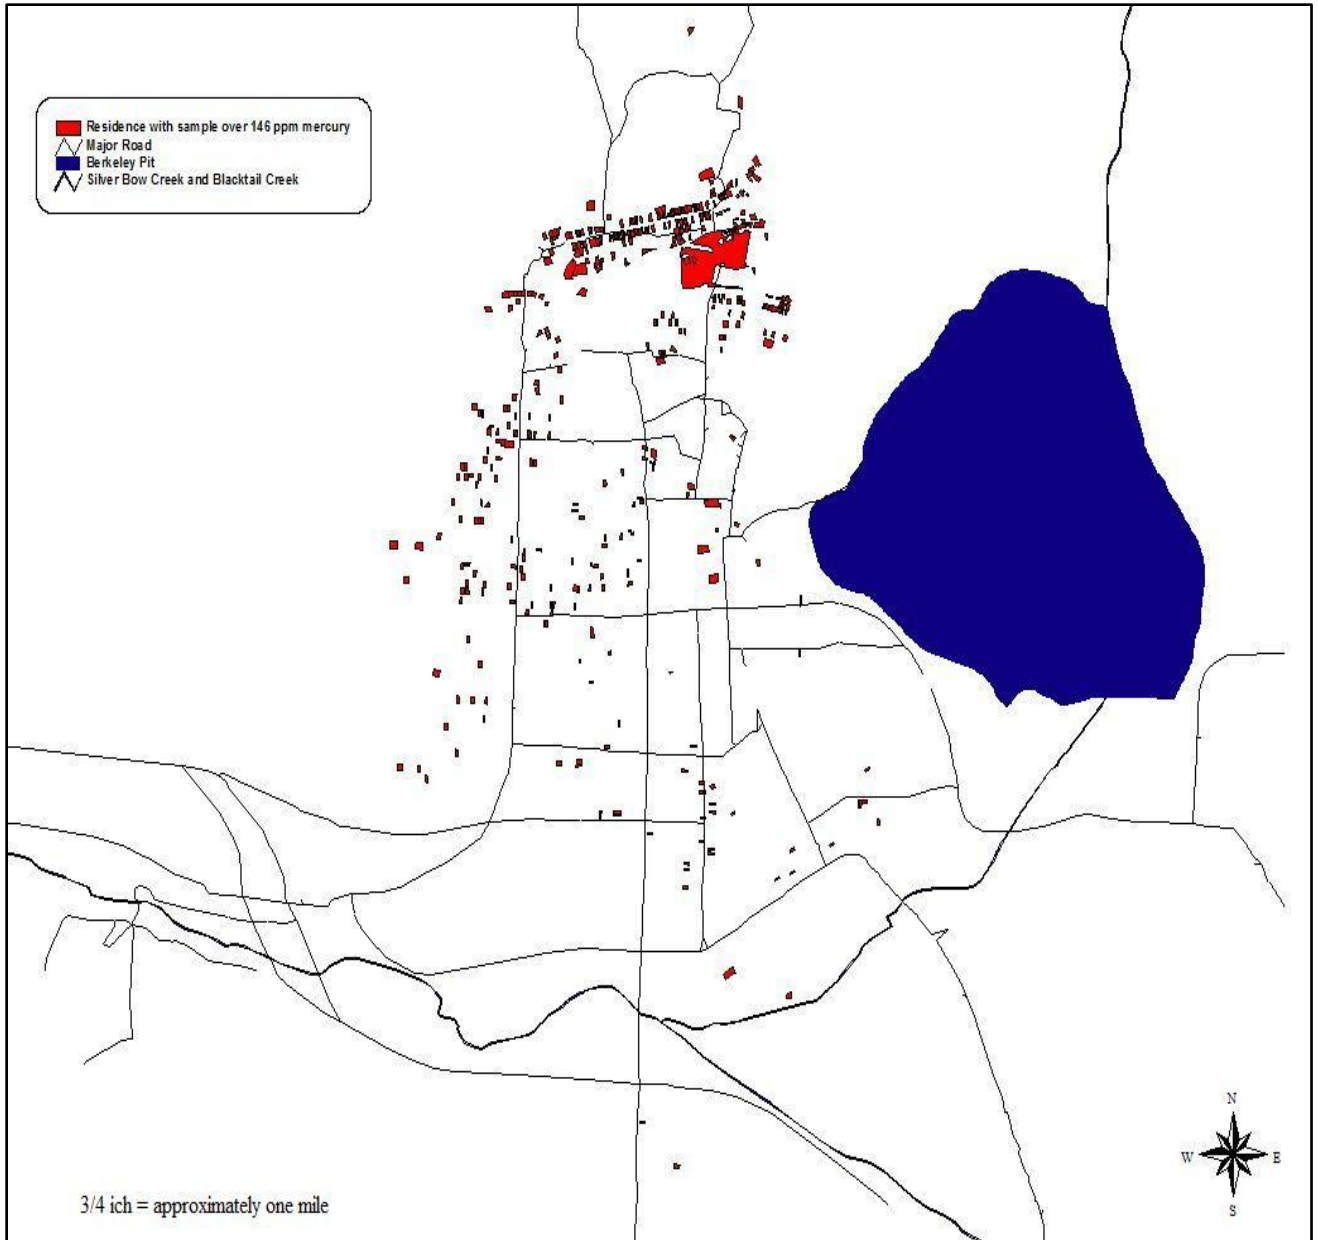 Residence with sample over 146 ppm mercury
Major Road
Berkeley Pit
Silver Bow Creek and Blacktail Creek
N
W E
S
3/4 ich = approximately one mile